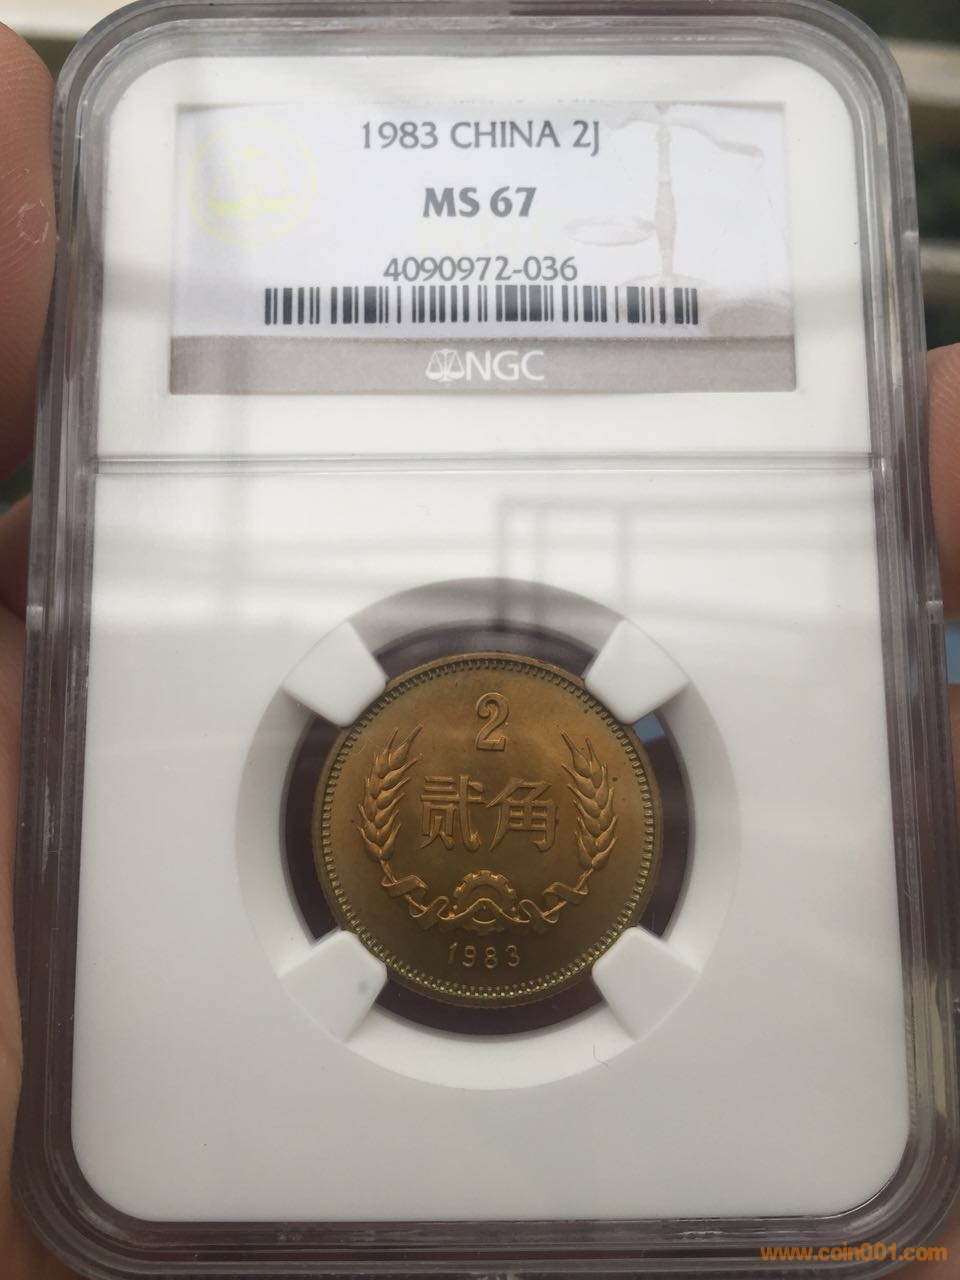 1983 CHINA 2J
MS 67
4090972-036
NGC
2
贰角
1983
www.coin001.com